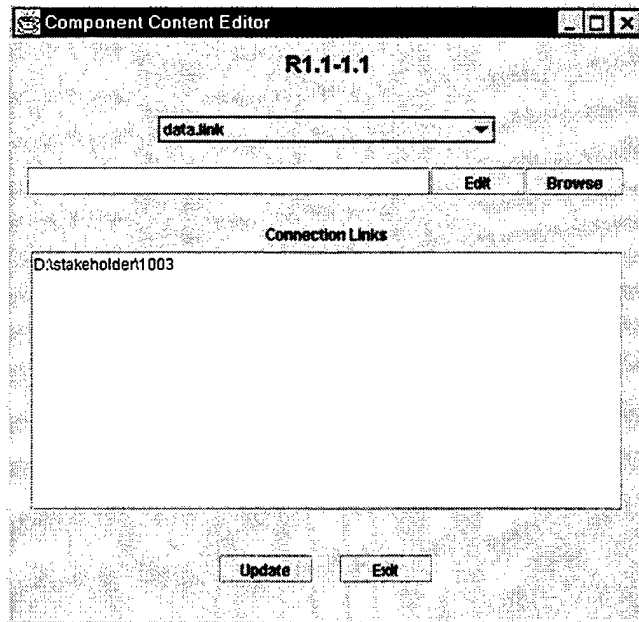 Component Content Editor
R1.1-1.1
data.link
Edit Browse
Connection Links
D:\stakeholder\1003
Update Exit